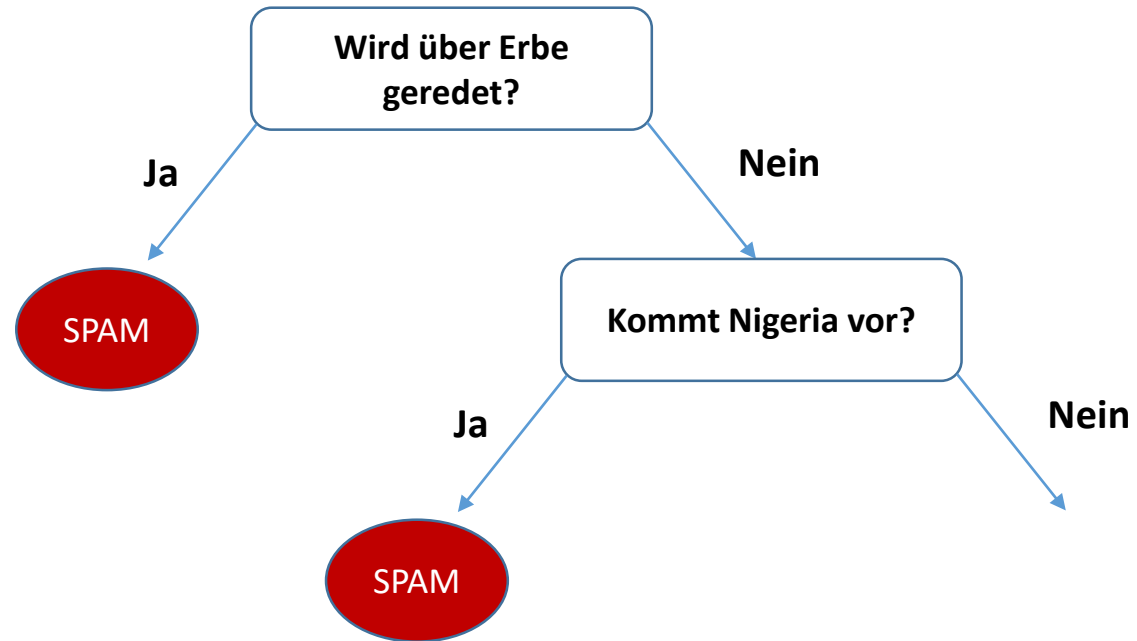 Wird über Erbe
geredet?
Ja
Nein
SPAM
Kommt Nigeria vor?
Ja
Nein
SPAM